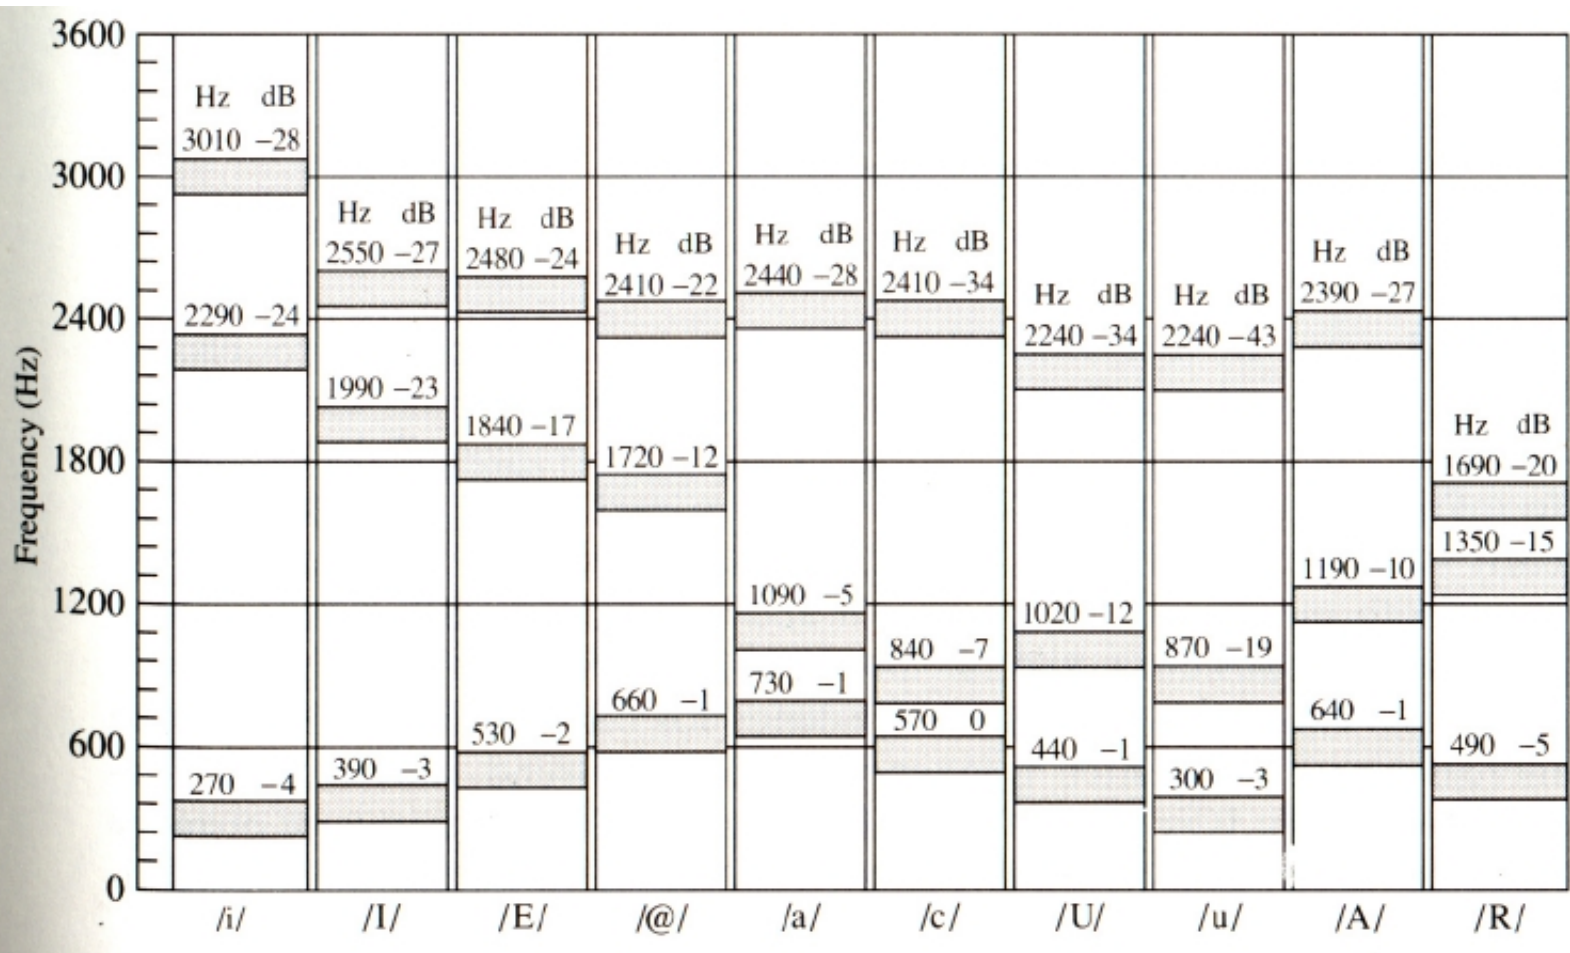 Frequency (Hz)
3600
3000
2400
1800
1200
600
0
Hz dB
3010 –28
2290 –24
270 –4
/i/
Hz dB
2550 –27
1990 –23
390 –3
/I/
Hz dB
2480 –24
1840 –17
530 –2
/E/
Hz dB
2410 –22
1720 –12
660 –1
/@/
Hz dB
2440 –28
1090 –5
730 –1
/a/
Hz dB
2410 –34
840 –7
570 0
/c/
Hz dB
2240 –34
1020 –12
440 –1
/U/
Hz dB
2240 –43
870 –19
300 –3
/u/
Hz dB
2390 –27
1190 –10
640 –1
/A/
Hz dB
1690 –20
1350 –15
490 –5
/R/